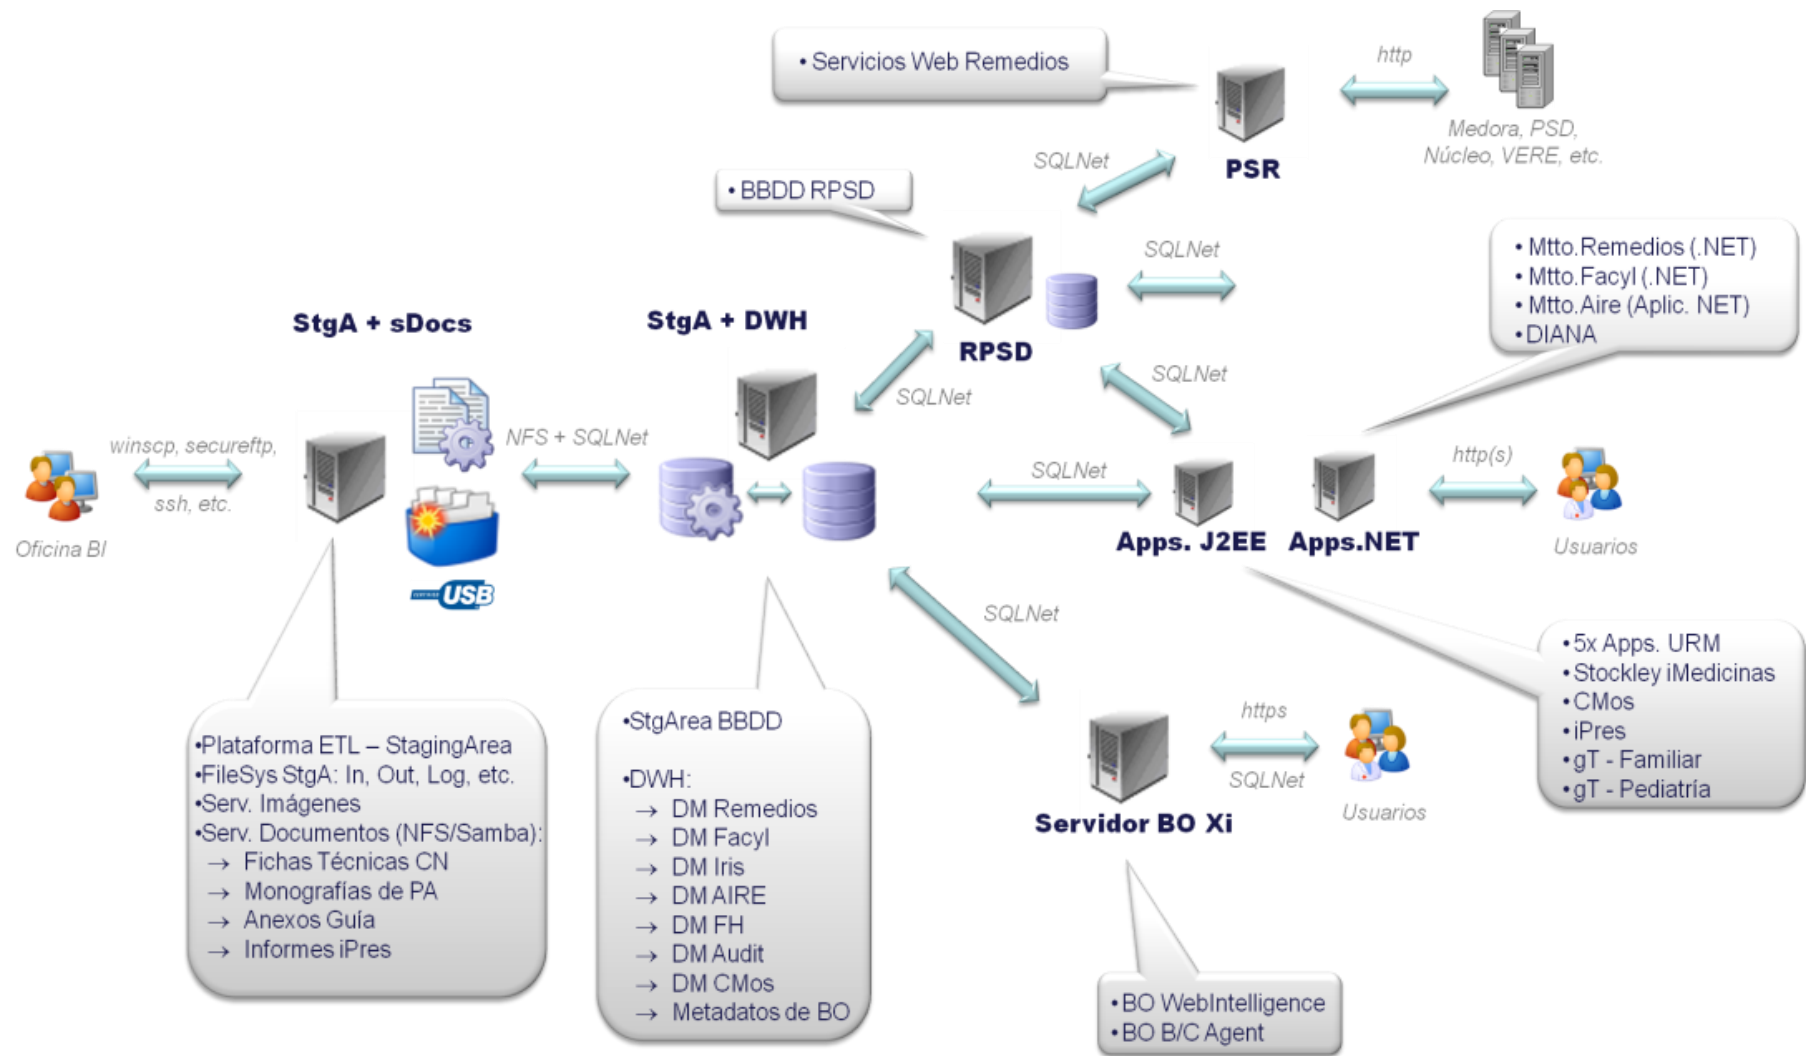 • Servicios Web Remedios
http
Medora, PSD,
Núcleo, VERE, etc.
PSR
SQLNet
• BBDD RPSD
SQLNet
RPSD
• Mtto.Remedios (.NET)
• Mtto.Facyl (.NET)
• Mtto.Aire (Aplic. NET)
•DIANA
StgA + sDocs
StgA + DWH
SQLNet
SQLNet
winscp, secureftp,
ssh, etc.
Oficina BI
NFS + SQLNet
CERTIFIED USB
SQLNet
Apps. J2EE
Apps.NET
http(s)
Usuarios
SQLNet
•Plataforma ETL – StagingArea
•FileSys StgA: In, Out, Log, etc.
•Serv. Imágenes
•Serv. Documentos (NFS/Samba):
→ Fichas Técnicas CN
→ Monografías de PA
→ Anexos Guía
→ Informes iPres
•StgArea BBDD
•DWH:
→ DM Remedios
→ DM Facyl
→ DM Iris
→ DM AIRE
→ DM FH
→ DM Audit
→ DM CMos
→ Metadatos de BO
https
SQLNet
Usuarios
Servidor BO Xi
•5x Apps. URM
•Stockley iMedicinas
•CMos
•iPres
•gT - Familiar
•gT - Pediatría
•BO WebIntelligence
•BO B/C Agent